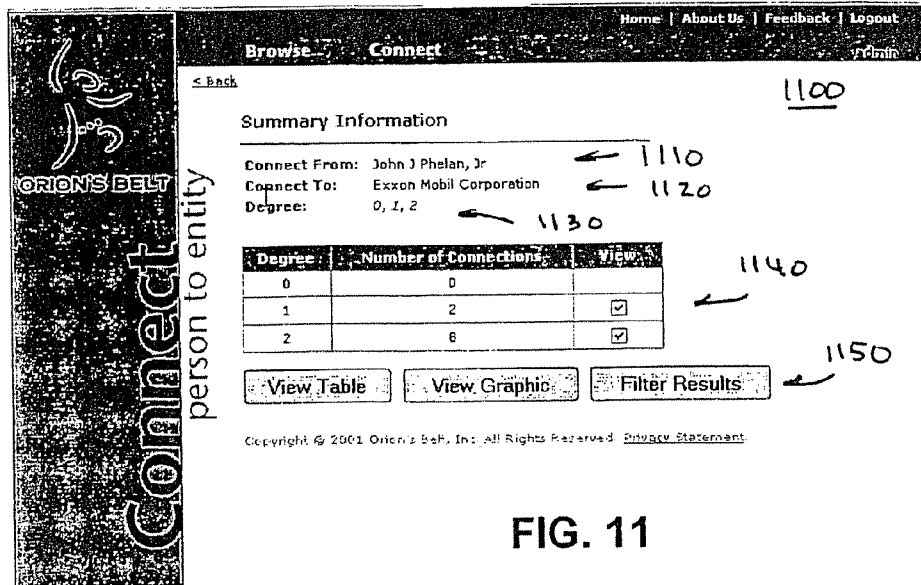 Home | About Us | Feedback | Logout
Browse Connect Admin
< Back
1100
Summary Information
Connect From: John J Phelan, Jr 1110
Connect To: Exxon Mobil Corporation 1120
Degree: 0, 1, 2 1130
ORION'S BELT
Connect
person to entity
Degree Number of Connections View
0 0
1 2
2 6
1140
View Table View Graphic Filter Results 1150
Copyright © 2001 Orion's Belt, Inc. All Rights Reserved. Privacy Statement
FIG. 11